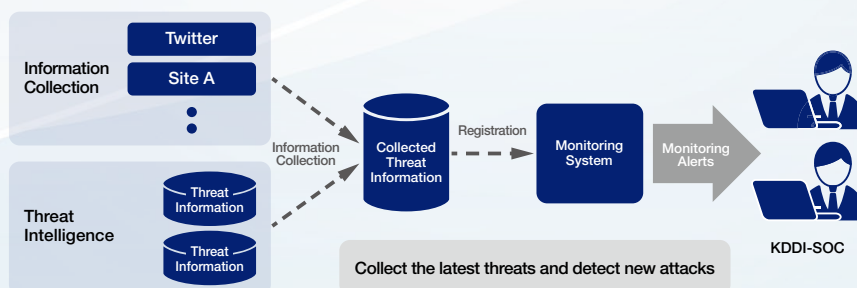 Information
Collection
Twitter
Site A
Threat
Intelligence
Threat
Information
Threat
Information
Information
Collection
Collected
Threat
Information
Registration
Monitoring
System
Monitoring
Alerts
KDDI-SOC
Collect the latest threats and detect new attacks